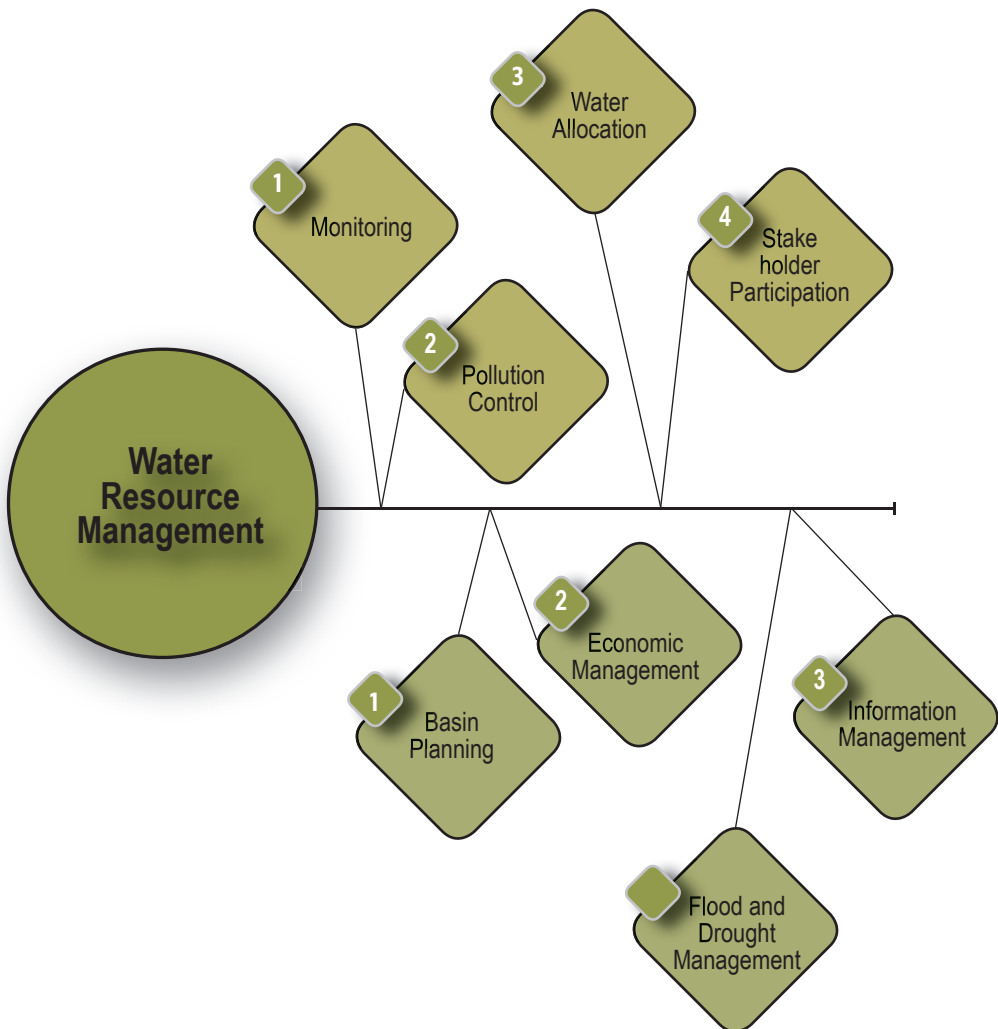 Water
Resource
Management
1
Monitoring
2
Pollution
Control
3
Water
Allocation
4
Stake
holder
Participation
1
Basin
Planning
2
Economic
Management
3
Information
Management
Flood and
Drought
Management